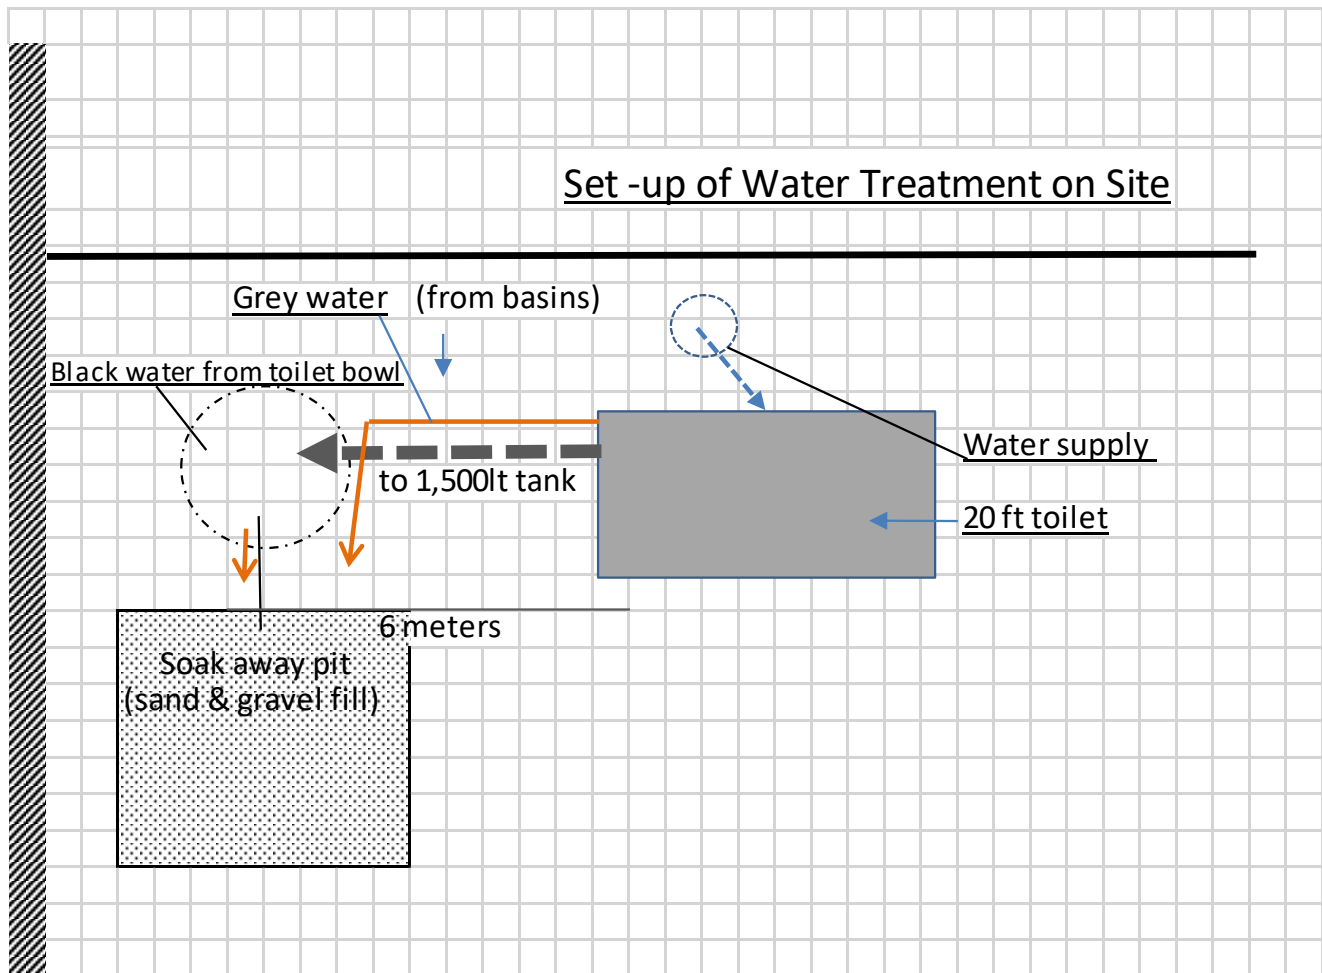 Set -up of Water Treatment on Site
Grey water (from basins)
Black water from toilet bowl
Water supply
to 1,500lt tank
20 ft toilet
6 meters
Soak away pit
(sand & gravel fill)